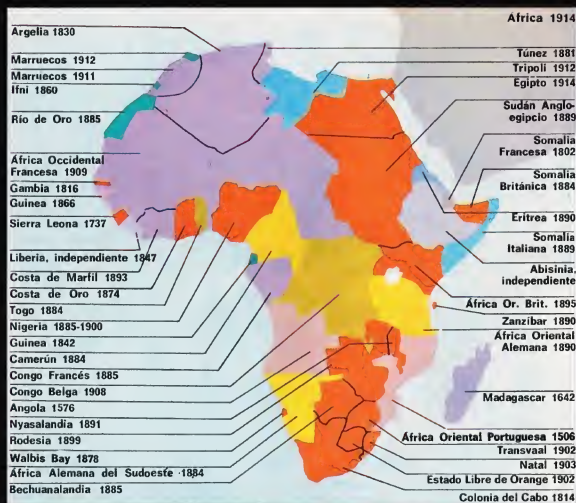 África 1914
Argelia 1830
Marruecos 1912
Marruecos 1911
Ifni 1860
Río de Oro 1885
África Occidental
Francesa 1909
Gambia 1816
Guinea 1866
Sierra Leona 1737
Liberia, independiente 1847
Costa de Marfil 1893
Costa de Oro 1874
Togo 1884
Nigeria 1885-1900
Guinea 1842
Camerún 1884
Congo Francés 1885
Congo Belga 1908
Angola 1576
Nyasalandia 1891
Rodesia 1899
Walbis Bay 1878
África Alemana del Sudoeste 1884
Bechuanalandia 1885
Túnez 1881
Tripoli 1912
Egipto 1914
Sudán Anglo-
egipcio 1889
Somalia
Francesa 1802
Somalia
Británica 1884
Eritrea 1890
Somalia
Italiana 1889
Abisinia,
independiente
África Or. Brit. 1895
Zanzíbar 1890
África Oriental
Alemana 1890
Madagascar 1642
África Oriental Portuguesa 1506
Transvaal 1902
Natal 1903
Estado Libre de Orange 1902
Colonia del Cabo 1814